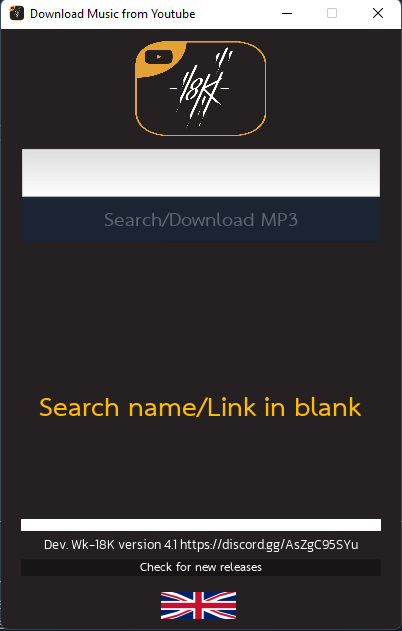 Download Music from Youtube
18K
Search/Download MP3
Search name/Link in blank
Dev. Wk-18K version 4.1 https://discord.gg/AsZgC95SYu
Check for new releases